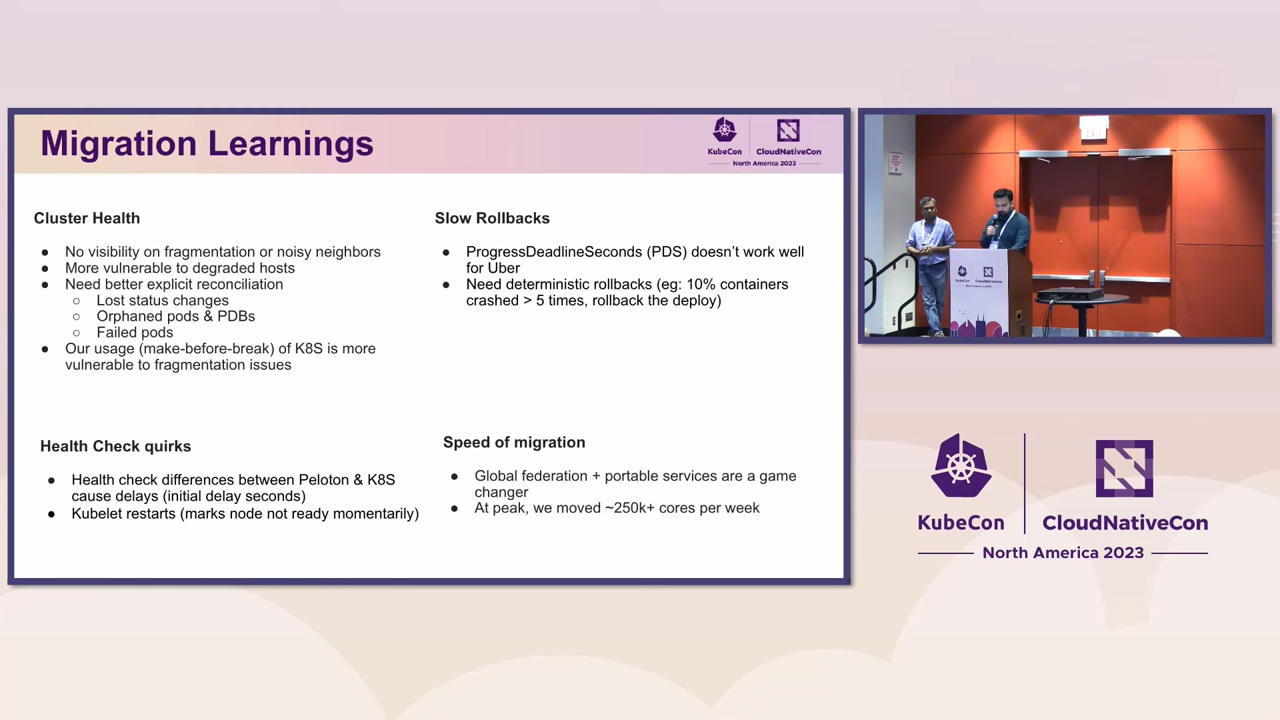 Migration Learnings
KubeCon
CloudNativeCon
North America 2023
Cluster Health
● No visibility on fragmentation or noisy neighbors
● More vulnerable to degraded hosts
● Need better explicit reconciliation
○ Lost status changes
○ Orphaned pods & PDBs
○ Failed pods
● Our usage (make-before-break) of K8S is more
vulnerable to fragmentation issues
Slow Rollbacks
● ProgressDeadlineSeconds (PDS) doesn’t work well
for Uber
● Need deterministic rollbacks (eg: 10% containers
crashed > 5 times, rollback the deploy)
Health Check quirks
● Health check differences between Peloton & K8S
cause delays (initial delay seconds)
● Kubelet restarts (marks node not ready momentarily)
Speed of migration
● Global federation + portable services are a game
changer
● At peak, we moved ~250k+ cores per week
KubeCon
CloudNativeCon
North America 2023